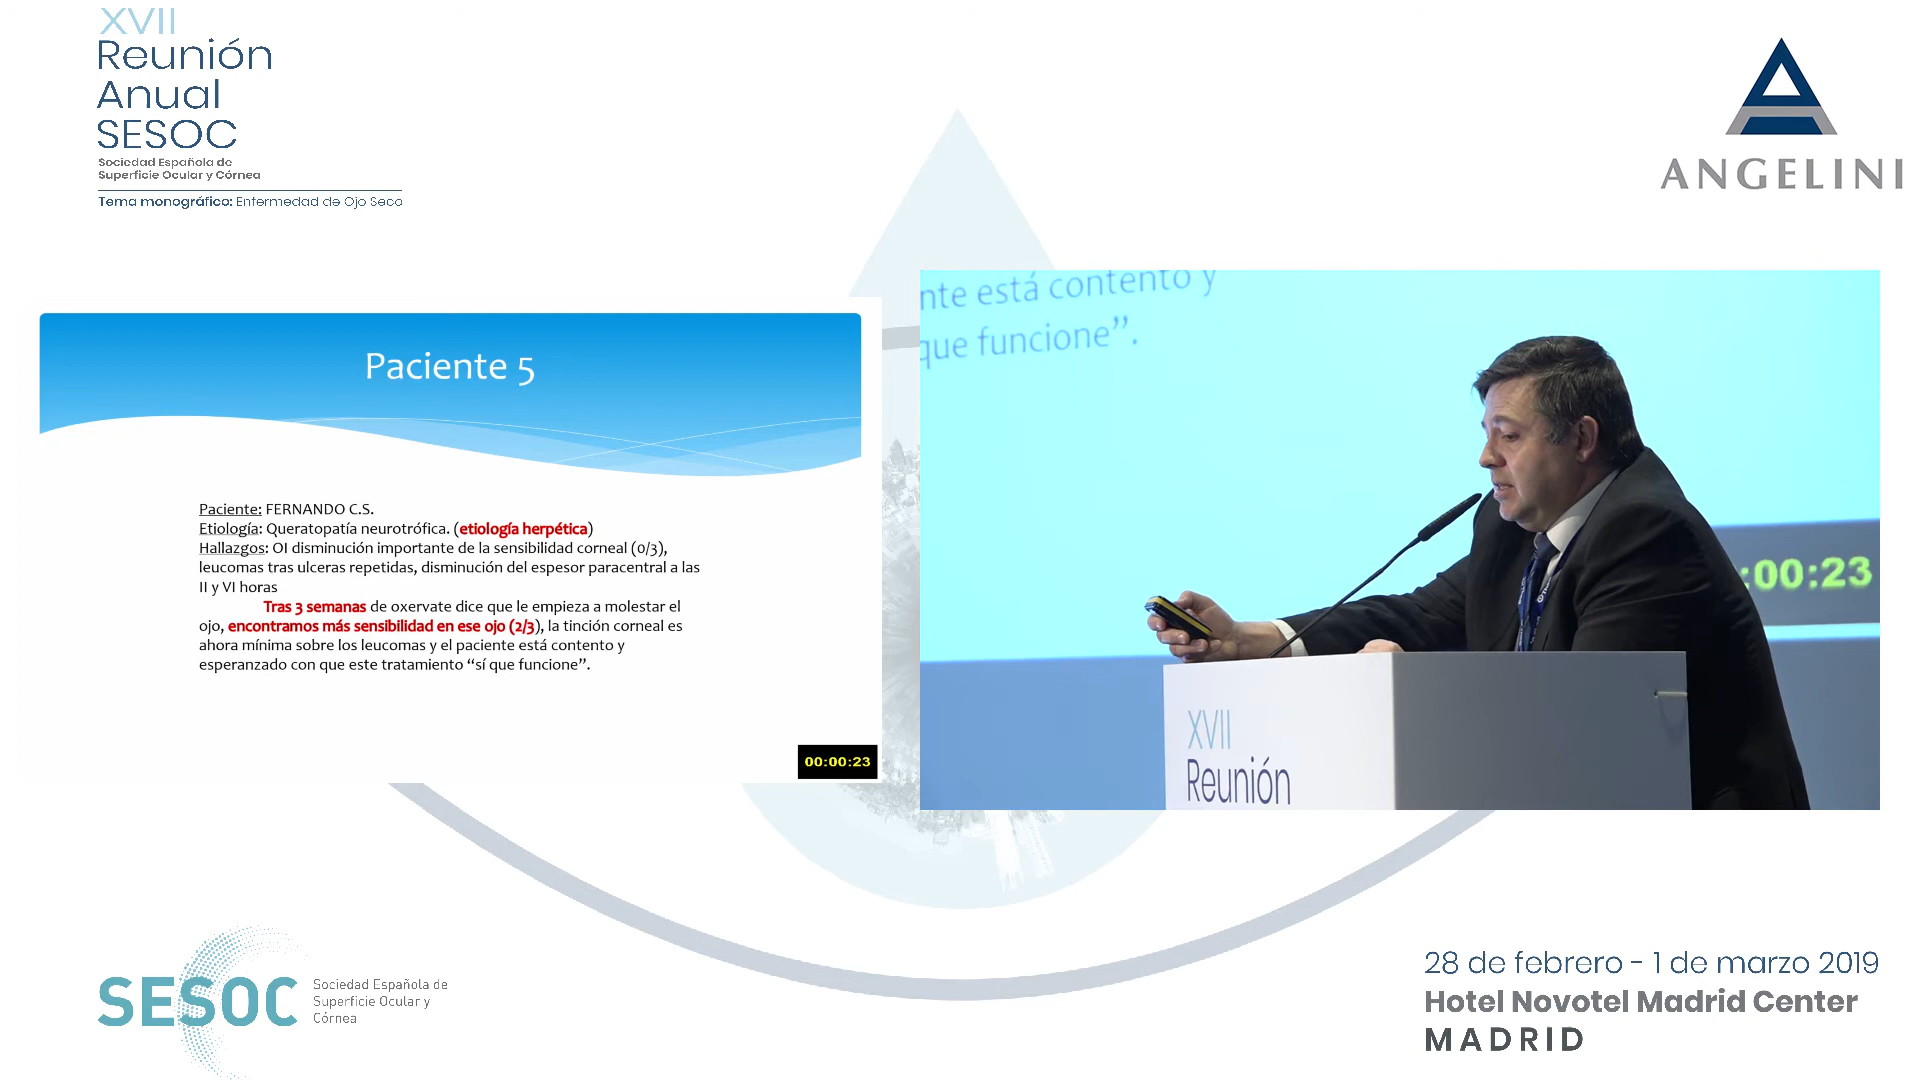 XVII
Reunión
Anual
SESOC
Sociedad Española de
Superficie Ocular y Córnea
Tema monográfico: Enfermedad de Ojo Seco
ANGELINI
Paciente 5
Paciente: FERNANDO C.S.
Etiología: Queratopatía neurotrófica. (etiología herpética)
Hallazgos: OI disminución importante de la sensibilidad corneal (0/3),
leucomas tras ulceras repetidas, disminución del espesor paracentral a las
II y VI horas
Tras 3 semanas de oxervate dice que le empieza a molestar el
ojo, encontramos más sensibilidad en ese ojo (2/3), la tinción corneal es
ahora mínima sobre los leucomas y el paciente está contento y
esperanzado con que este tratamiento “sí que funcione”.
00:00:23
nte está contento y
que funcione”.
:00:23
XVII
Reunión
SESOC
Sociedad Española de
Superficie Ocular y
Córnea
28 de febrero - 1 de marzo 2019
Hotel Novotel Madrid Center
MADRID